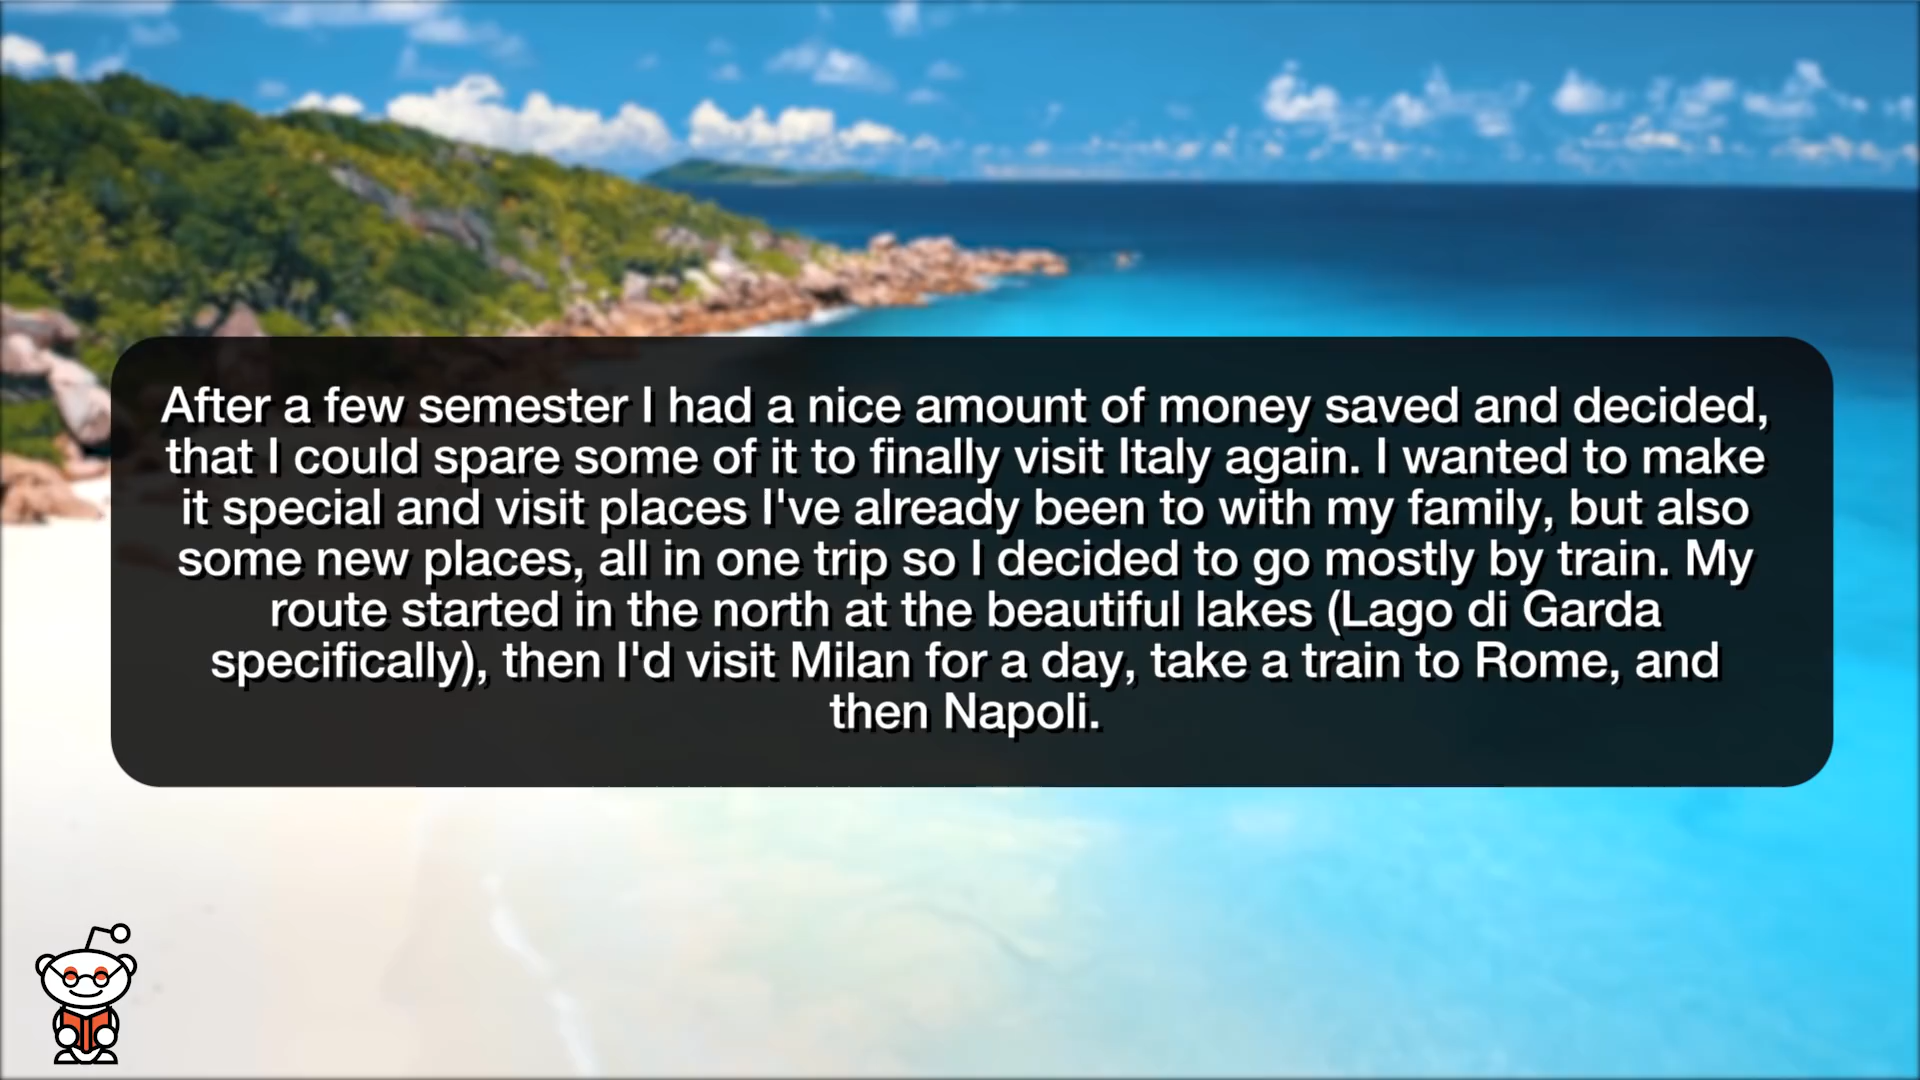 After a few semester I had a nice amount of money saved and decided,
that I could spare some of it to finally visit Italy again. I wanted to make
it special and visit places I've already been to with my family, but also
some new places, all in one trip so I decided to go mostly by train. My
route started in the north at the beautiful lakes (Lago di Garda
specifically), then I'd visit Milan for a day, take a train to Rome, and
then Napoli.